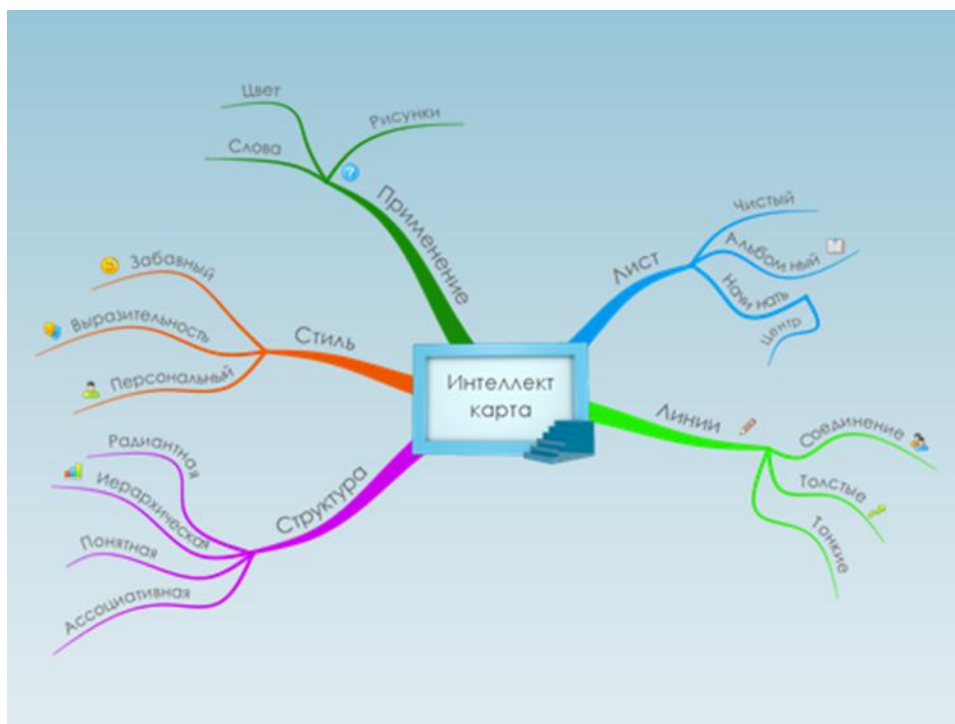 Интеллект
карта
Лист
Чистый
Альбомный
Начинать
Центр
Линии
Соединение
Толстые
Тонкие
Структура
Радиантная
Иерархическая
Понятная
Ассоциативная
Стиль
Забавный
Выразительность
Персональный
Применение
Цвет
Слова
Рисунки